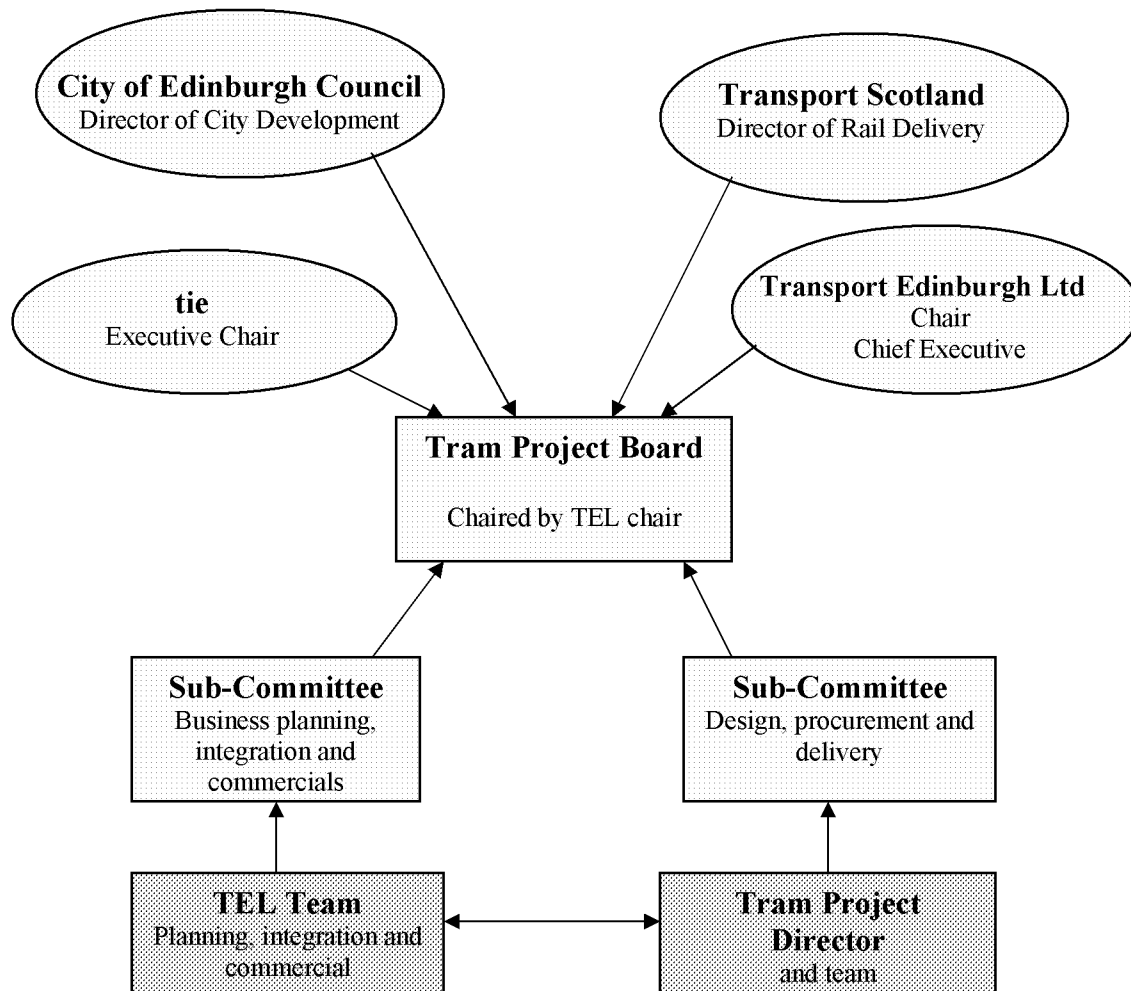 City of Edinburgh Council
Director of City Development
Transport Scotland
Director of Rail Delivery
tie
Executive Chair
Transport Edinburgh Ltd
Chair
Chief Executive
Tram Project Board
Chaired by TEL chair
Sub-Committee
Business planning,
integration and
commercials
Sub-Committee
Design, procurement and
delivery
TEL Team
Planning, integration and
commercial
Tram Project
Director
and team